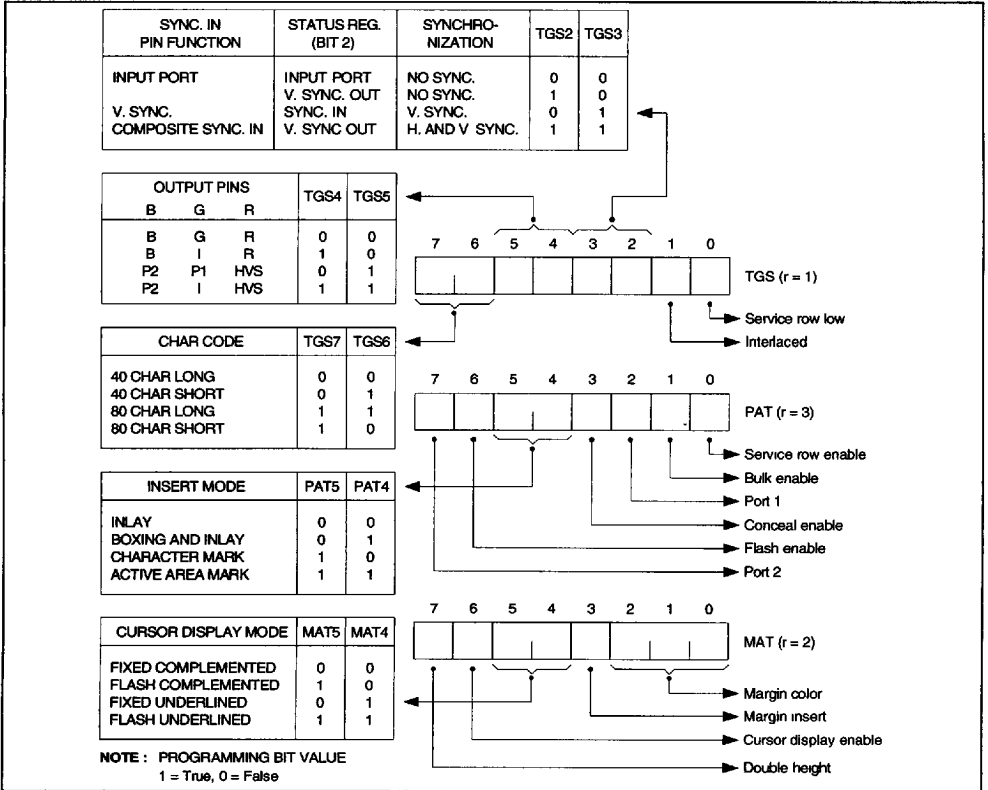 SYNC. IN PIN FUNCTION STATUS REG. (BIT 2) SYNCHRO-NIZATION TGS2 TGS3
INPUT PORT INPUT PORT NO SYNC. 0 0
V. SYNC. OUT NO SYNC. 1 0
V. SYNC. SYNC. IN V. SYNC. 0 1
COMPOSITE SYNC. IN V. SYNC OUT H. AND V SYNC. 1 1
OUTPUT PINS TGS4 TGS5
B G R
B G R 0 0
B I R 1 0
P2 P1 HVS 0 1
P2 I HVS 1 1
7 6 5 4 3 2 1 0
TGS (r = 1)
Service row low
Interlaced
CHAR CODE TGS7 TGS6
40 CHAR LONG 0 0
40 CHAR SHORT 0 1
80 CHAR LONG 1 1
80 CHAR SHORT 1 0
7 6 5 4 3 2 1 0
PAT (r = 3)
Service row enable
Bulk enable
Port 1
Conceal enable
Flash enable
Port 2
INSERT MODE PAT5 PAT4
INLAY 0 0
BOXING AND INLAY 0 1
CHARACTER MARK 1 0
ACTIVE AREA MARK 1 1
7 6 5 4 3 2 1 0
MAT (r = 2)
Margin color
Margin insert
Cursor display enable
Double height
CURSOR DISPLAY MODE MAT5 MAT4
FIXED COMPLEMENTED 0 0
FLASH COMPLEMENTED 1 0
FIXED UNDERLINED 0 1
FLASH UNDERLINED 1 1
NOTE : PROGRAMMING BIT VALUE
1 = True, 0 = False